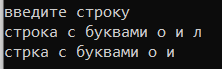 введите строку
строка с буквами о и л
стрка с буквами о и